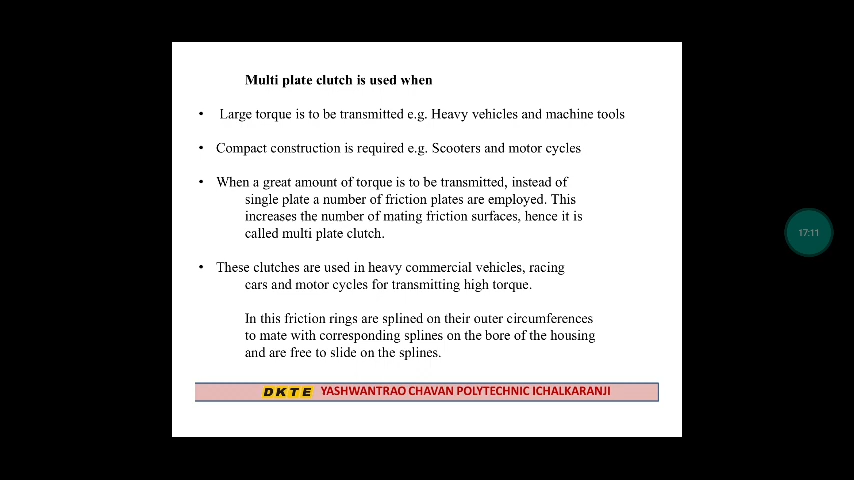 Multi plate clutch is used when
• Large torque is to be transmitted e.g. Heavy vehicles and machine tools
• Compact construction is required e.g. Scooters and motor cycles
• When a great amount of torque is to be transmitted, instead of
single plate a number of friction plates are employed. This
increases the number of mating friction surfaces, hence it is
called multi plate clutch.
• These clutches are used in heavy commercial vehicles, racing
cars and motor cycles for transmitting high torque.
In this friction rings are splined on their outer circumferences
to mate with corresponding splines on the bore of the housing
and are free to slide on the splines.
DKTE YASHWANTRAO CHAVAN POLYTECHNIC ICHALKARANJI
17:11